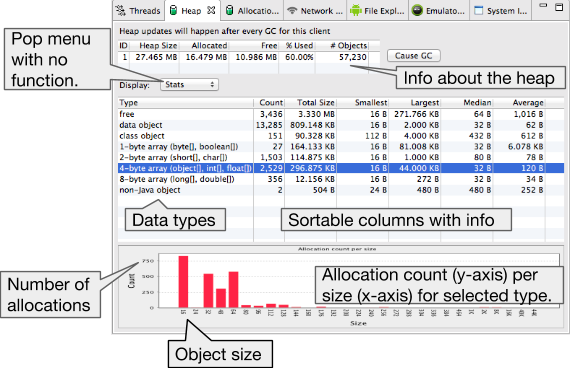 Threads Heap Allocation... Network ... File Expl... Emulato... System I...
Heap updates will happen after every GC for this client
ID Heap Size Allocated Free % Used # Objects
1 27.465 MB 16.479 MB 10.986 MB 60.00% 57,230
Cause GC
Pop menu
with no
function.
Info about the heap
Display: Stats
Type Count Total Size Smallest Largest Median Average
free 3,436 3.330 MB 16 B 271.766 KB 64 B 1,016 B
data object 13,285 809.148 KB 16 B 2.000 KB 32 B 62 B
class object 151 90.328 KB 112 B 4.000 KB 432 B 612 B
1-byte array (byte[], boolean[]) 27 164.133 KB 16 B 81.008 KB 32 B 6.078 KB
2-byte array (short[], char[]) 1,503 114.875 KB 16 B 1.000 KB 80 B 78 B
4-byte array (object[], int[], float[]) 2,529 296.875 KB 16 B 44.000 KB 32 B 120 B
8-byte array (long[], double[]) 356 12.156 KB 16 B 272 B 32 B 34 B
non-Java object 2 504 B 24 B 480 B 480 B 252 B
Data types
Sortable columns with info
Allocation count per size
Number of
allocations
Count
750
500
250
0
Allocation count (y-axis) per
size (x-axis) for selected type.
Size
Object size